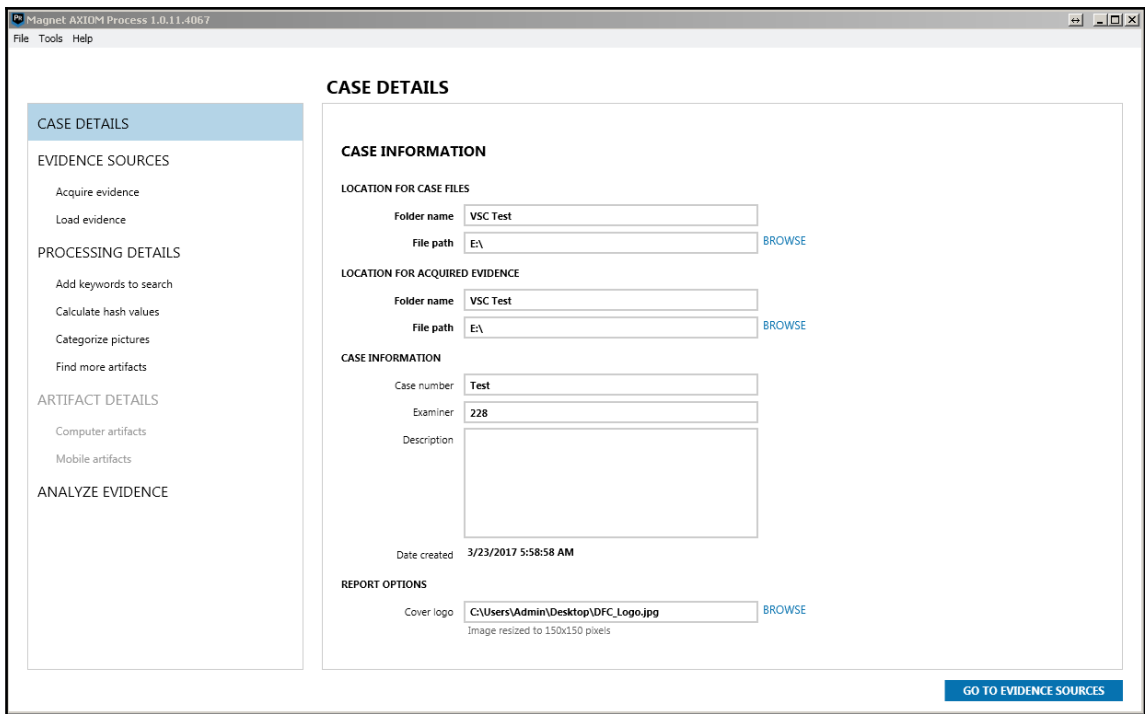 Magnet AXIOM Process 1.0.11.4067
File Tools Help
CASE DETAILS
EVIDENCE SOURCES
Acquire evidence
Load evidence
PROCESSING DETAILS
Add keywords to search
Calculate hash values
Categorize pictures
Find more artifacts
ARTIFACT DETAILS
Computer artifacts
Mobile artifacts
ANALYZE EVIDENCE
CASE DETAILS
CASE INFORMATION
LOCATION FOR CASE FILES
Folder name VSC Test
File path E:\ BROWSE
LOCATION FOR ACQUIRED EVIDENCE
Folder name VSC Test
File path E:\ BROWSE
CASE INFORMATION
Case number Test
Examiner 228
Description
Date created 3/23/2017 5:58:58 AM
REPORT OPTIONS
Cover logo C:\Users\Admin\Desktop\DFC_Logo.jpg BROWSE
Image resized to 150x150 pixels
GO TO EVIDENCE SOURCES